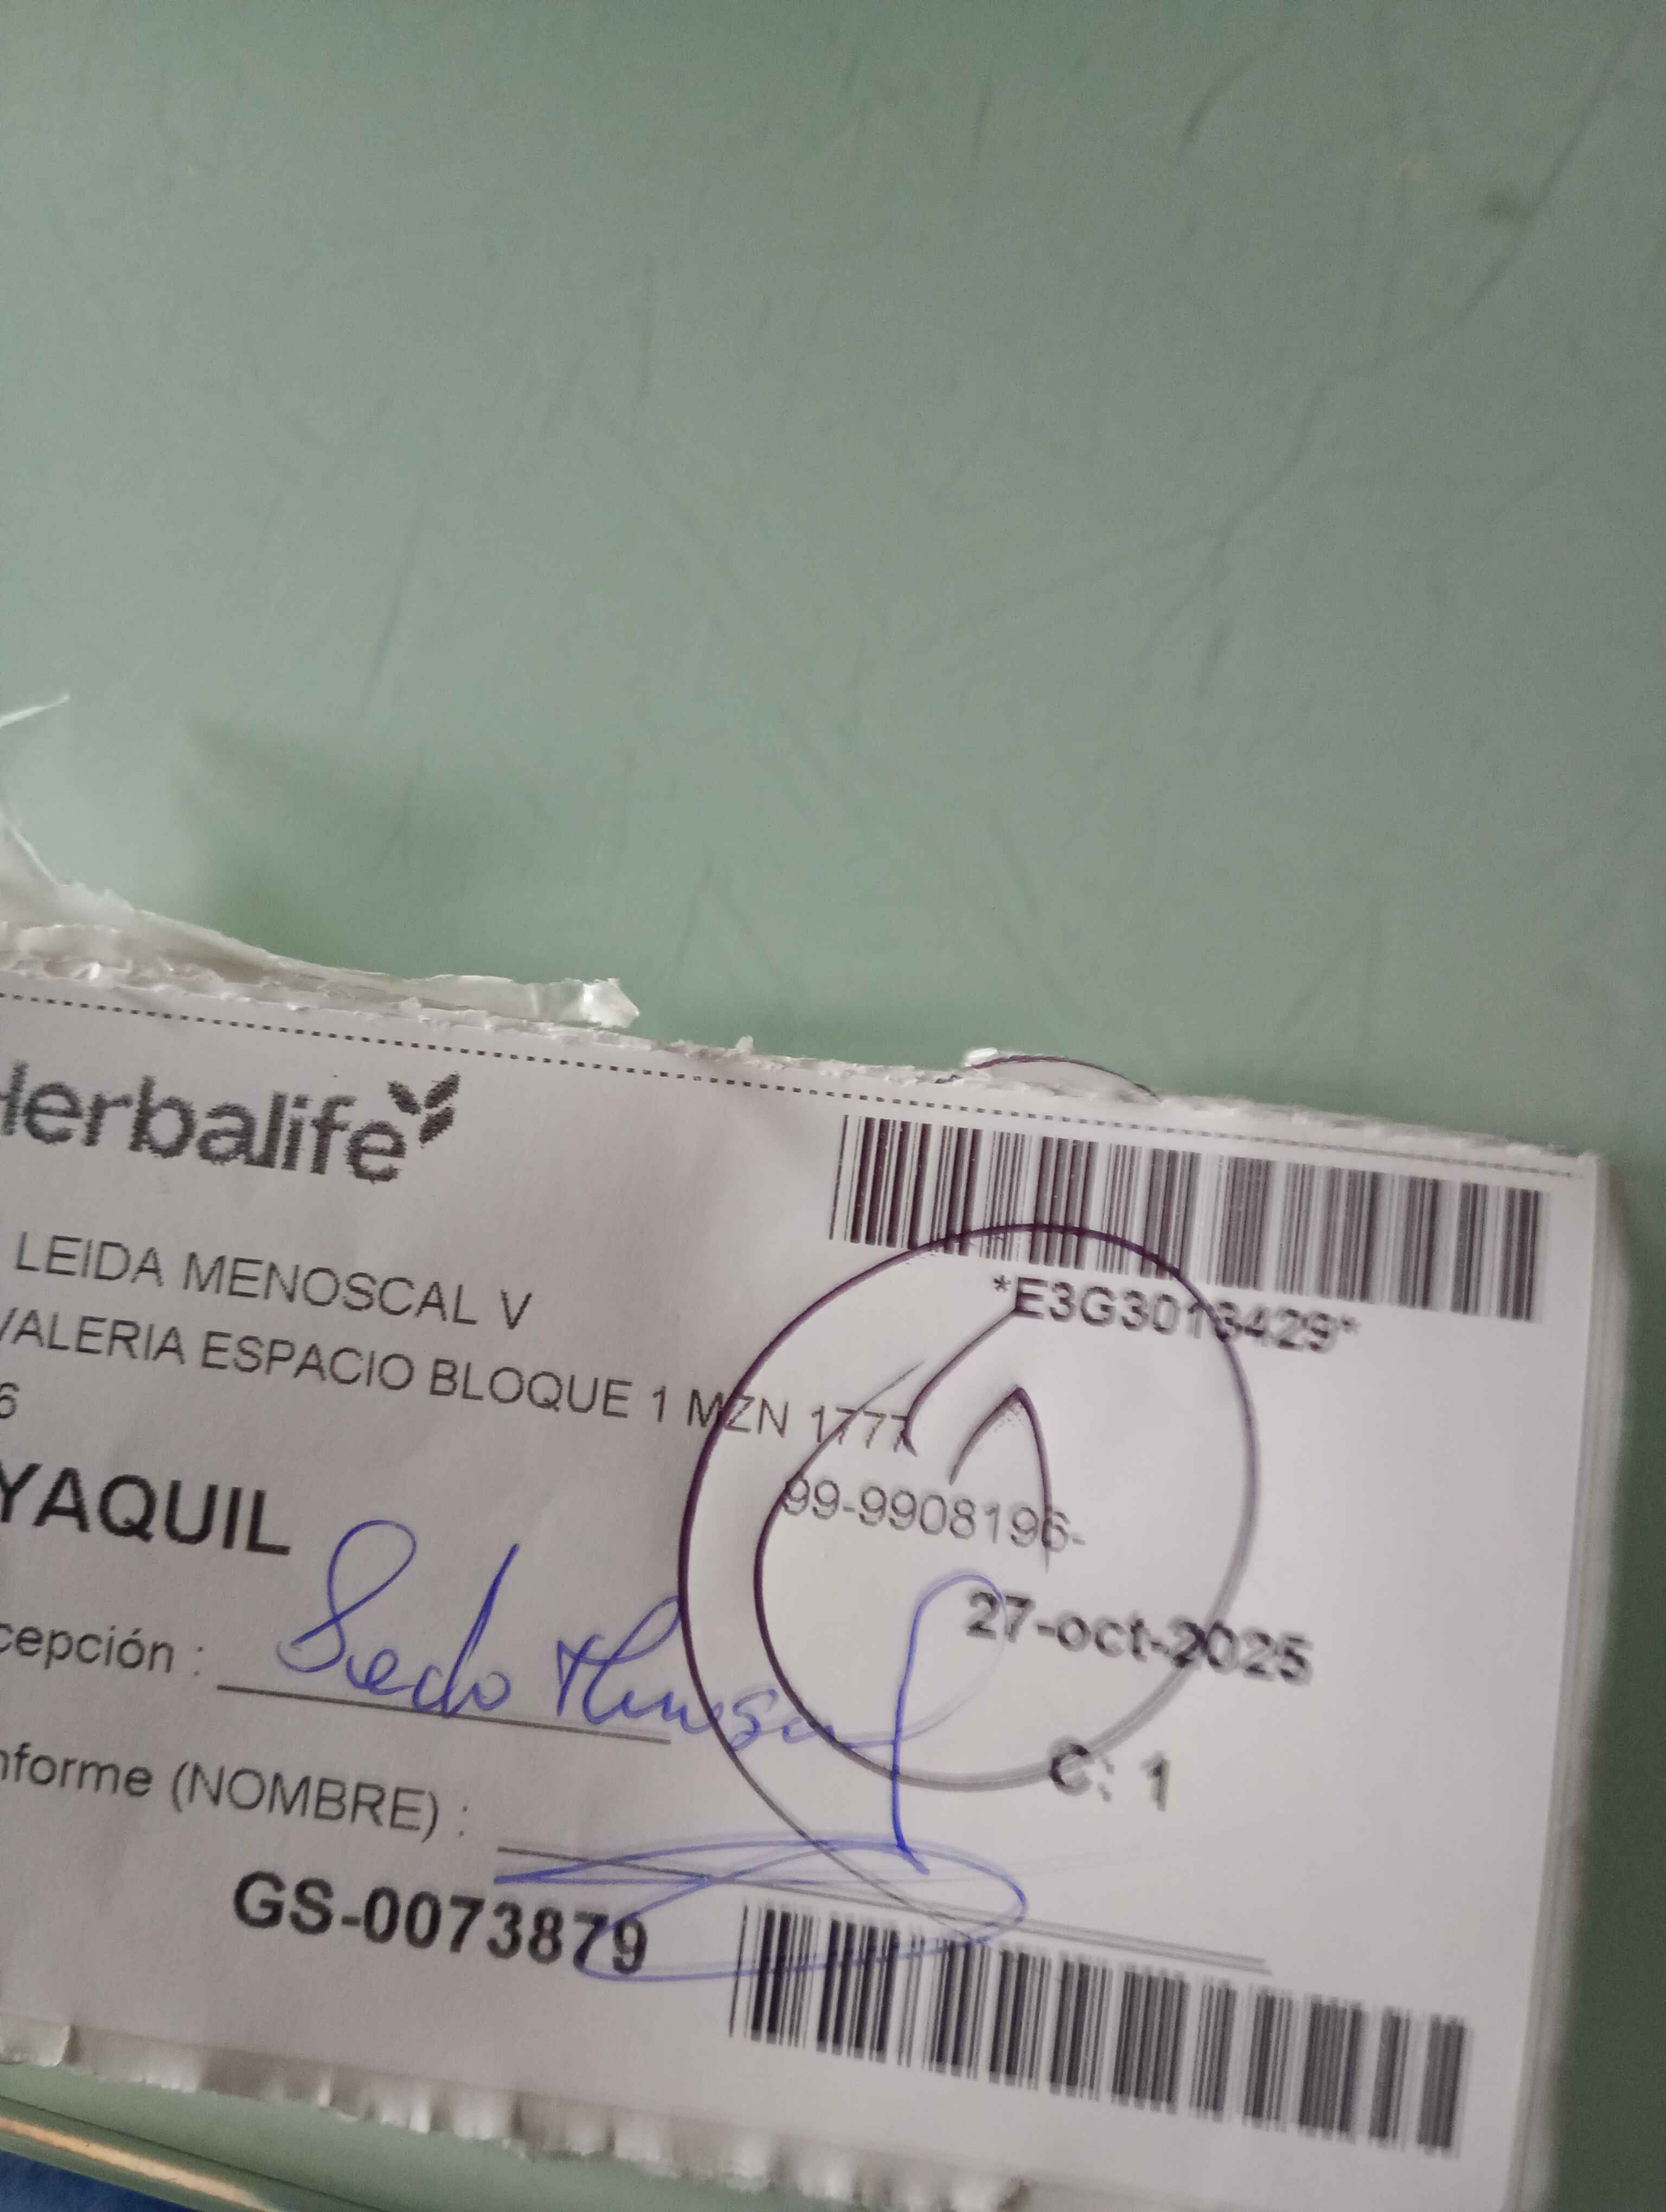 Herbalife
*E3G3013429*
LEIDA MENOSCAL V
VALERIA ESPACIO BLOQUE 1 MZN 1777
6
99-9908196-
YAQUIL
27-oct-2025
cepción :
C: 1
nforme (NOMBRE) :
GS-0073879